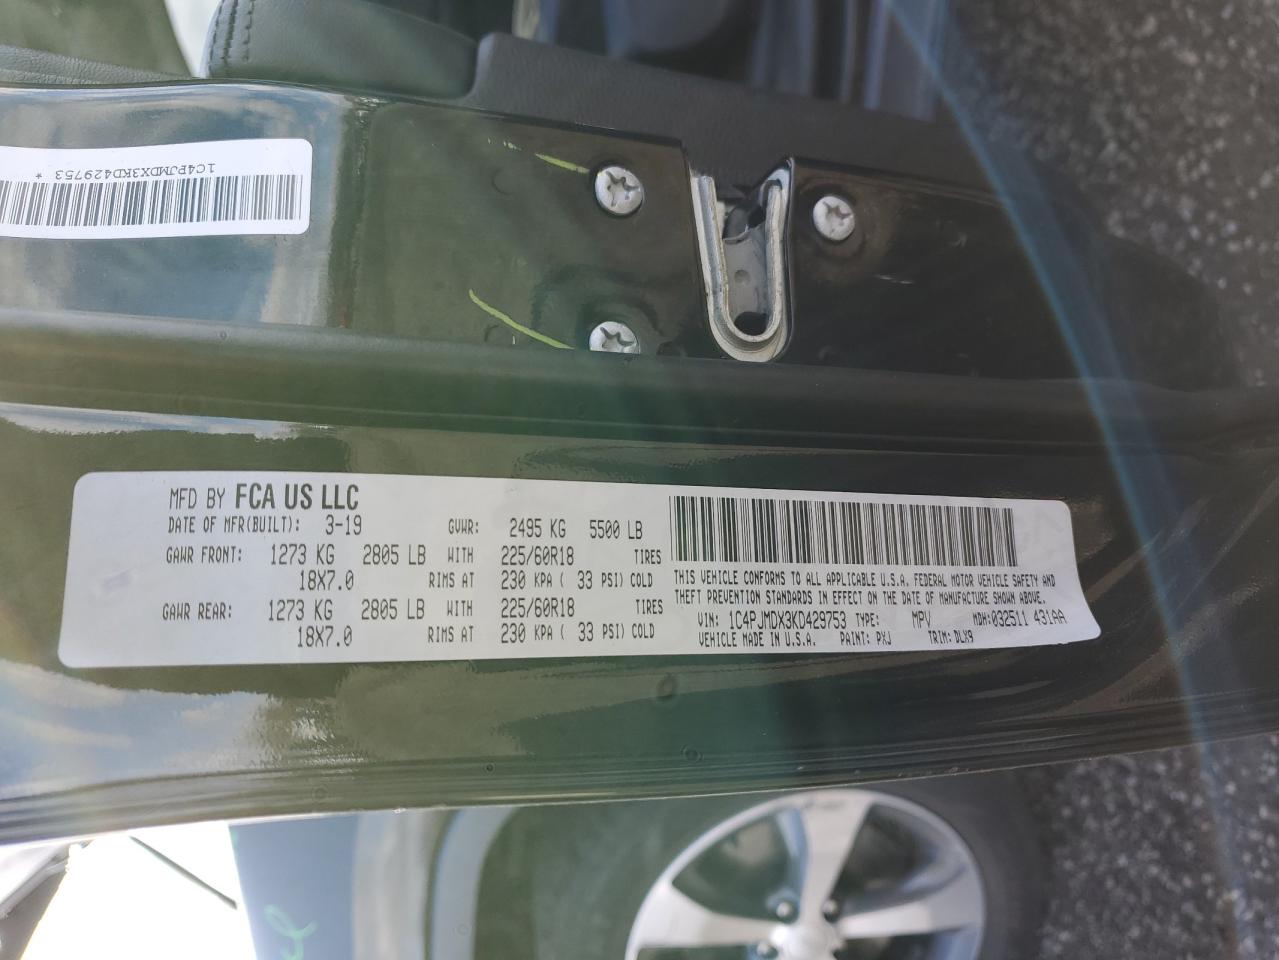 1C4PJMDX3KD429753 *
MFD BY FCA US LLC
DATE OF MFR(BUILT): 3-19 GVWR: 2495 KG 5500 LB
GAWR FRONT: 1273 KG 2805 LB WITH 225/60R18 TIRES
18X7.0 RIMS AT 230 KPA ( 33 PSI) COLD
GAWR REAR: 1273 KG 2805 LB WITH 225/60R18 TIRES
18X7.0 RIMS AT 230 KPA ( 33 PSI) COLD
THIS VEHICLE CONFORMS TO ALL APPLICABLE U.S.A. FEDERAL MOTOR VEHICLE SAFETY AND
THEFT PREVENTION STANDARDS IN EFFECT ON THE DATE OF MANUFACTURE SHOWN ABOVE.
VIN: 1C4PJMDX3KD429753 TYPE: MPV MDH: 032511 431AA
VEHICLE MADE IN U.S.A. PAINT: PXJ TRIM: DLX9